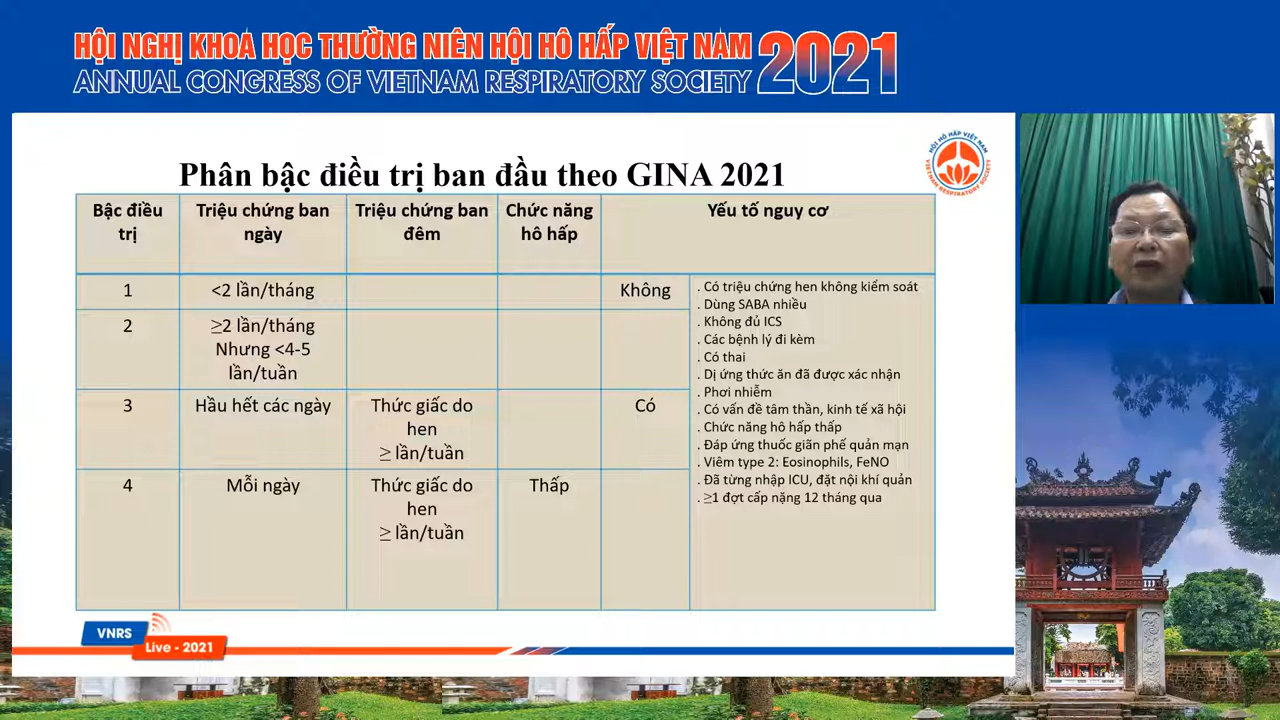 HỘI NGHỊ KHOA HỌC THƯỜNG NIÊN HỘI HÔ HẤP VIỆT NAM 2021
ANNUAL CONGRESS OF VIETNAM RESPIRATORY SOCIETY
HỘI HÔ HẤP VIỆT NAM
VIETNAM RESPIRATORY SOCIETY
Phân bậc điều trị ban đầu theo GINA 2021
Bậc điều trị
Triệu chứng ban ngày
Triệu chứng ban đêm
Chức năng hô hấp
Yếu tố nguy cơ
1
<2 lần/tháng
Không
2
≥2 lần/tháng
Nhưng <4-5
lần/tuần
3
Hầu hết các ngày
Thức giấc do
hen
≥ lần/tuần
Có
4
Mỗi ngày
Thức giấc do
hen
≥ lần/tuần
Thấp
. Có triệu chứng hen không kiểm soát
. Dùng SABA nhiều
. Không đủ ICS
. Các bệnh lý đi kèm
. Có thai
. Dị ứng thức ăn đã được xác nhận
. Phơi nhiễm
. Có vấn đề tâm thần, kinh tế xã hội
. Chức năng hô hấp thấp
. Đáp ứng thuốc giãn phế quản mạn
. Viêm type 2: Eosinophils, FeNO
. Đã từng nhập ICU, đặt nội khí quản
. ≥1 đợt cấp nặng 12 tháng qua
VNRS
Live - 2021